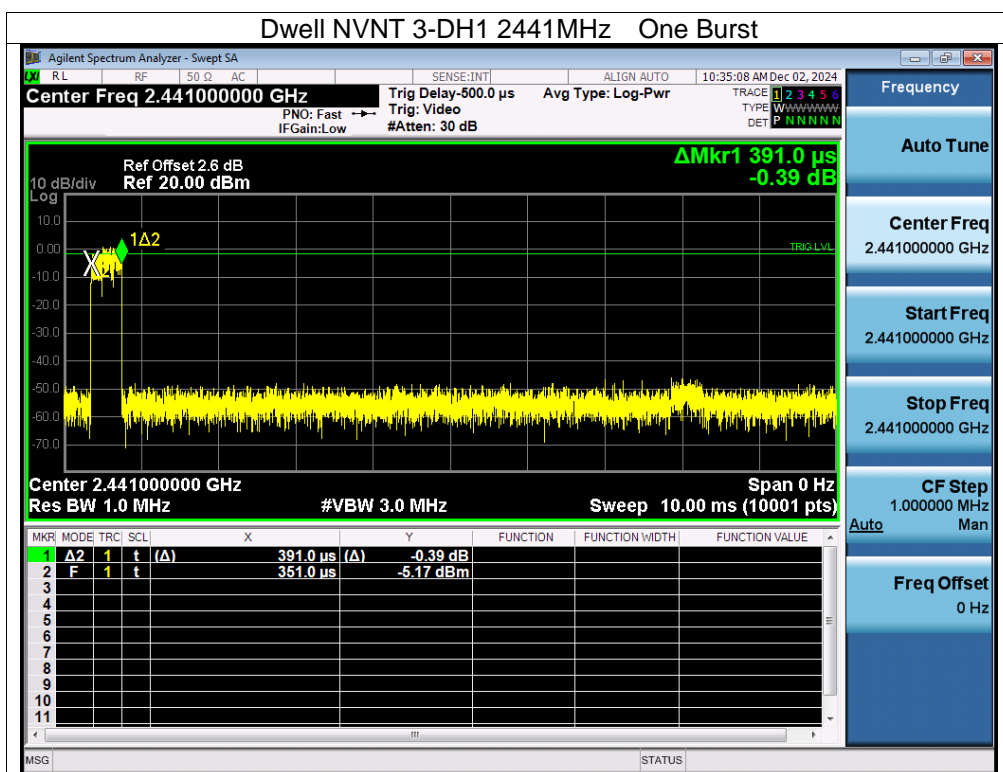 Dwell NVNT 3-DH1 2441MHz One Burst
Agilent Spectrum Analyzer - Swept SA
LXI RL RF 50 Ω AC SENSE:INT ALIGN AUTO 10:35:08 AM Dec 02, 2024
Center Freq 2.441000000 GHz
PNO: Fast
IFGain:Low
Trig Delay-500.0 µs
Trig: Video
#Atten: 30 dB
Avg Type: Log-Pwr
TRACE 1 2 3 4 5 6
TYPE WWWWWW
DET P N N N N N
Ref Offset 2.6 dB
Ref 20.00 dBm
10 dB/div
Log
ΔMkr1 391.0 µs
-0.39 dB
10.0
0.00
-10.0
-20.0
-30.0
-40.0
-50.0
-60.0
-70.0
1Δ2
X2
TRIG LVL
Center 2.441000000 GHz Span 0 Hz
Res BW 1.0 MHz #VBW 3.0 MHz Sweep 10.00 ms (10001 pts)
MKR MODE TRC SCL X Y FUNCTION FUNCTION WIDTH FUNCTION VALUE
1 Δ2 1 t (Δ) 391.0 µs (Δ) -0.39 dB
2 F 1 t 351.0 µs -5.17 dBm
3
4
5
6
7
8
9
10
11
MSG STATUS
Frequency
Auto Tune
Center Freq
2.441000000 GHz
Start Freq
2.441000000 GHz
Stop Freq
2.441000000 GHz
CF Step
1.000000 MHz
Auto Man
Freq Offset
0 Hz